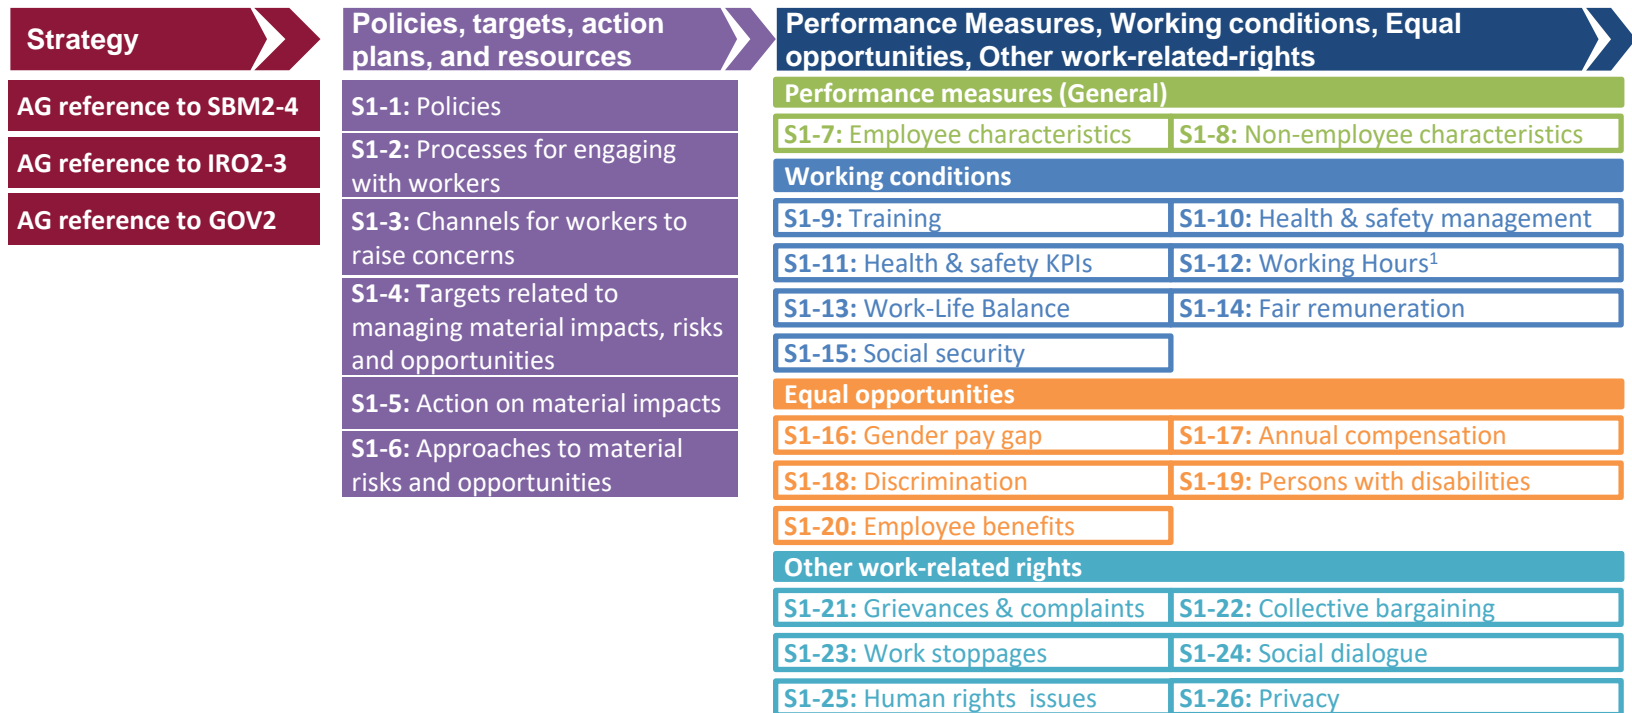 Strategy
AG reference to SBM2-4
AG reference to IRO2-3
AG reference to GOV2
Policies, targets, action
plans, and resources
S1-1: Policies
S1-2: Processes for engaging
with workers
S1-3: Channels for workers to
raise concerns
S1-4: Targets related to
managing material impacts, risks
and opportunities
S1-5: Action on material impacts
S1-6: Approaches to material
risks and opportunities
Performance Measures, Working conditions, Equal
opportunities, Other work-related-rights
Performance measures (General)
S1-7: Employee characteristics
S1-8: Non-employee characteristics
Working conditions
S1-9: Training
S1-10: Health & safety management
S1-11: Health & safety KPIs
S1-12: Working Hours¹
S1-13: Work-Life Balance
S1-14: Fair remuneration
S1-15: Social security
Equal opportunities
S1-16: Gender pay gap
S1-17: Annual compensation
S1-18: Discrimination
S1-19: Persons with disabilities
S1-20: Employee benefits
Other work-related rights
S1-21: Grievances & complaints
S1-22: Collective bargaining
S1-23: Work stoppages
S1-24: Social dialogue
S1-25: Human rights issues
S1-26: Privacy